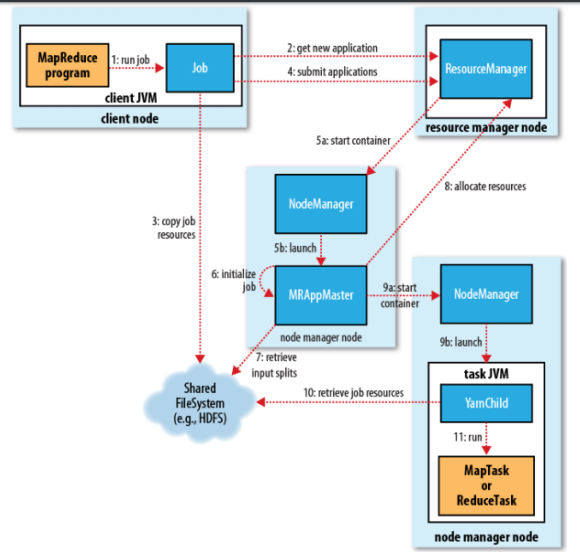 MapReduce
program
1: run job
Job
client JVM
client node
2: get new application
4: submit applications
ResourceManager
resource manager node
5a: start container
8: allocate resources
3: copy job
resources
NodeManager
5b: launch
6: initialize
job
MRAppMaster
node manager node
9a: start
container
NodeManager
9b: launch
7: retrieve
input splits
Shared
FileSystem
(e.g., HDFS)
10: retrieve job resources
task JVM
YarnChild
11: run
MapTask
or
ReduceTask
node manager node